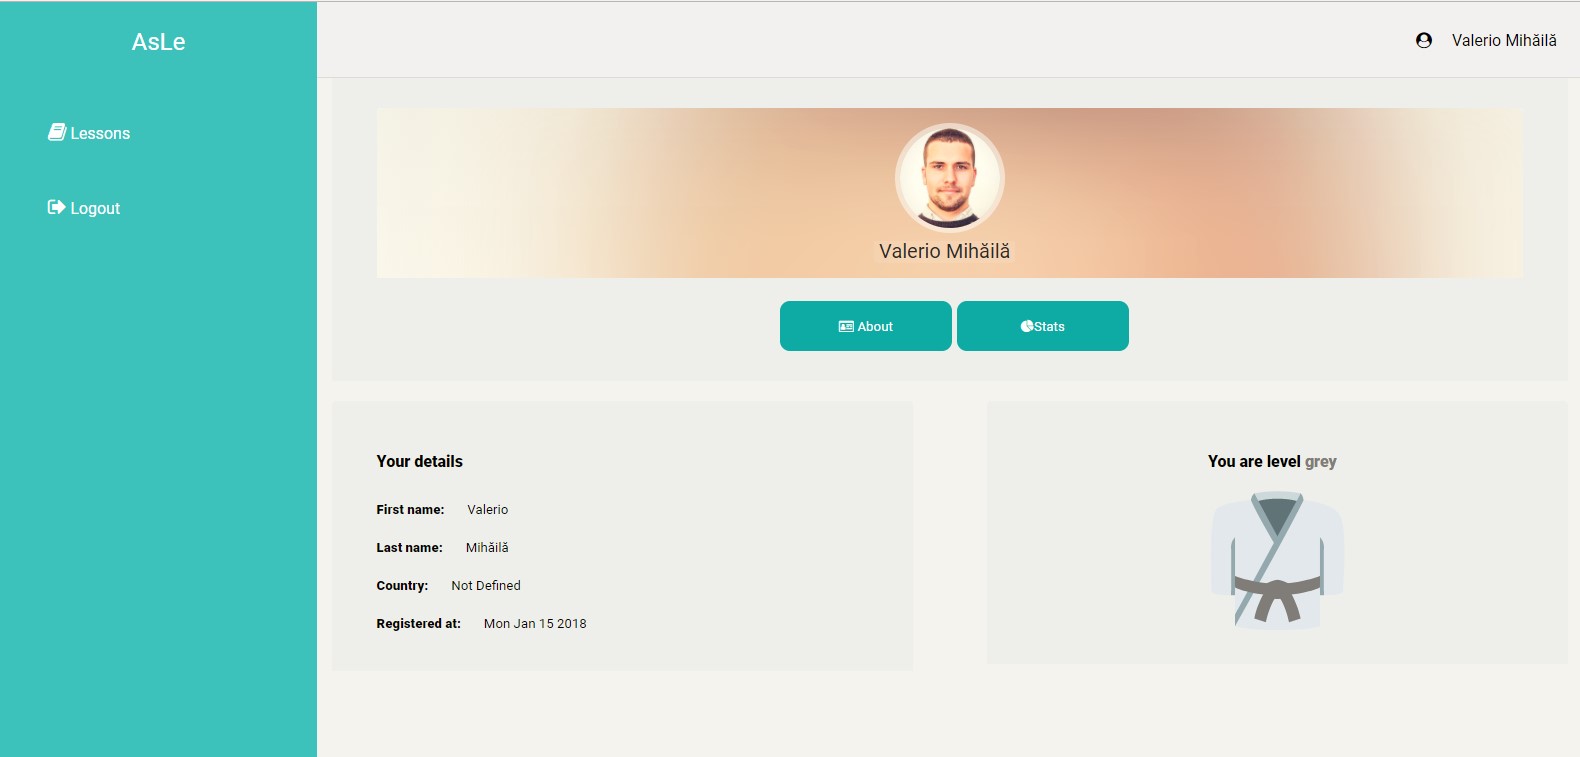 AsLe
Valerio Mihăilă
Lessons
Logout
Valerio Mihăilă
About
Stats
Your details
First name: Valerio
Last name: Mihăilă
Country: Not Defined
Registered at: Mon Jan 15 2018
You are level grey